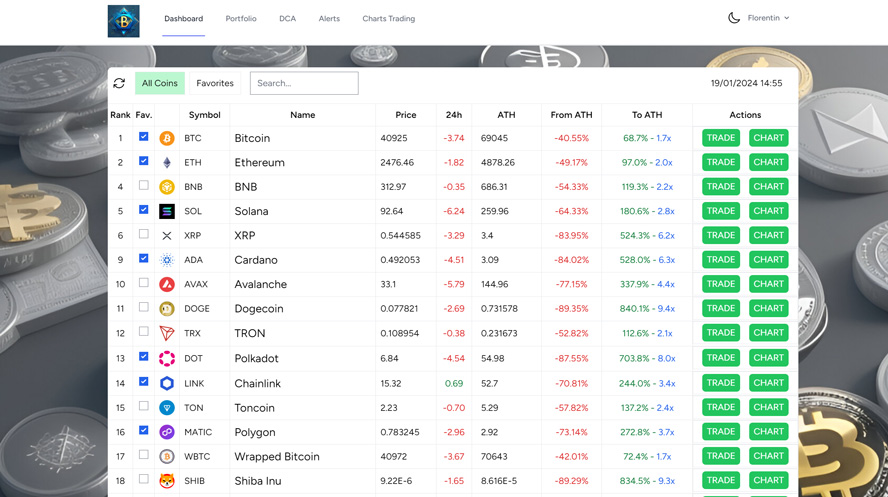 Dashboard Portfolio DCA Alerts Charts Trading Florentin
All Coins Favorites Search... 19/01/2024 14:55
Rank Fav. Symbol Name Price 24h ATH From ATH To ATH Actions
1 BTC Bitcoin 40925 -3.74 69045 -40.55% 68.7% - 1.7x TRADE CHART
2 ETH Ethereum 2476.46 -1.82 4878.26 -49.17% 97.0% - 2.0x TRADE CHART
4 BNB BNB 312.97 -0.35 686.31 -54.33% 119.3% - 2.2x TRADE CHART
5 SOL Solana 92.64 -6.24 259.96 -64.33% 180.6% - 2.8x TRADE CHART
6 XRP XRP 0.544585 -3.29 3.4 -83.95% 524.3% - 6.2x TRADE CHART
9 ADA Cardano 0.492053 -4.51 3.09 -84.02% 528.0% - 6.3x TRADE CHART
10 AVAX Avalanche 33.1 -5.79 144.96 -77.15% 337.9% - 4.4x TRADE CHART
11 DOGE Dogecoin 0.077821 -2.69 0.731578 -89.35% 840.1% - 9.4x TRADE CHART
12 TRX TRON 0.108954 -0.38 0.231673 -52.82% 112.6% - 2.1x TRADE CHART
13 DOT Polkadot 6.84 -4.54 54.98 -87.55% 703.8% - 8.0x TRADE CHART
14 LINK Chainlink 15.32 0.69 52.7 -70.81% 244.0% - 3.4x TRADE CHART
15 TON Toncoin 2.23 -0.70 5.29 -57.82% 137.2% - 2.4x TRADE CHART
16 MATIC Polygon 0.783245 -2.96 2.92 -73.14% 272.8% - 3.7x TRADE CHART
17 WBTC Wrapped Bitcoin 40972 -3.67 70643 -42.01% 72.4% - 1.7x TRADE CHART
18 SHIB Shiba Inu 9.22E-6 -1.65 8.616E-5 -89.29% 834.5% - 9.3x TRADE CHART